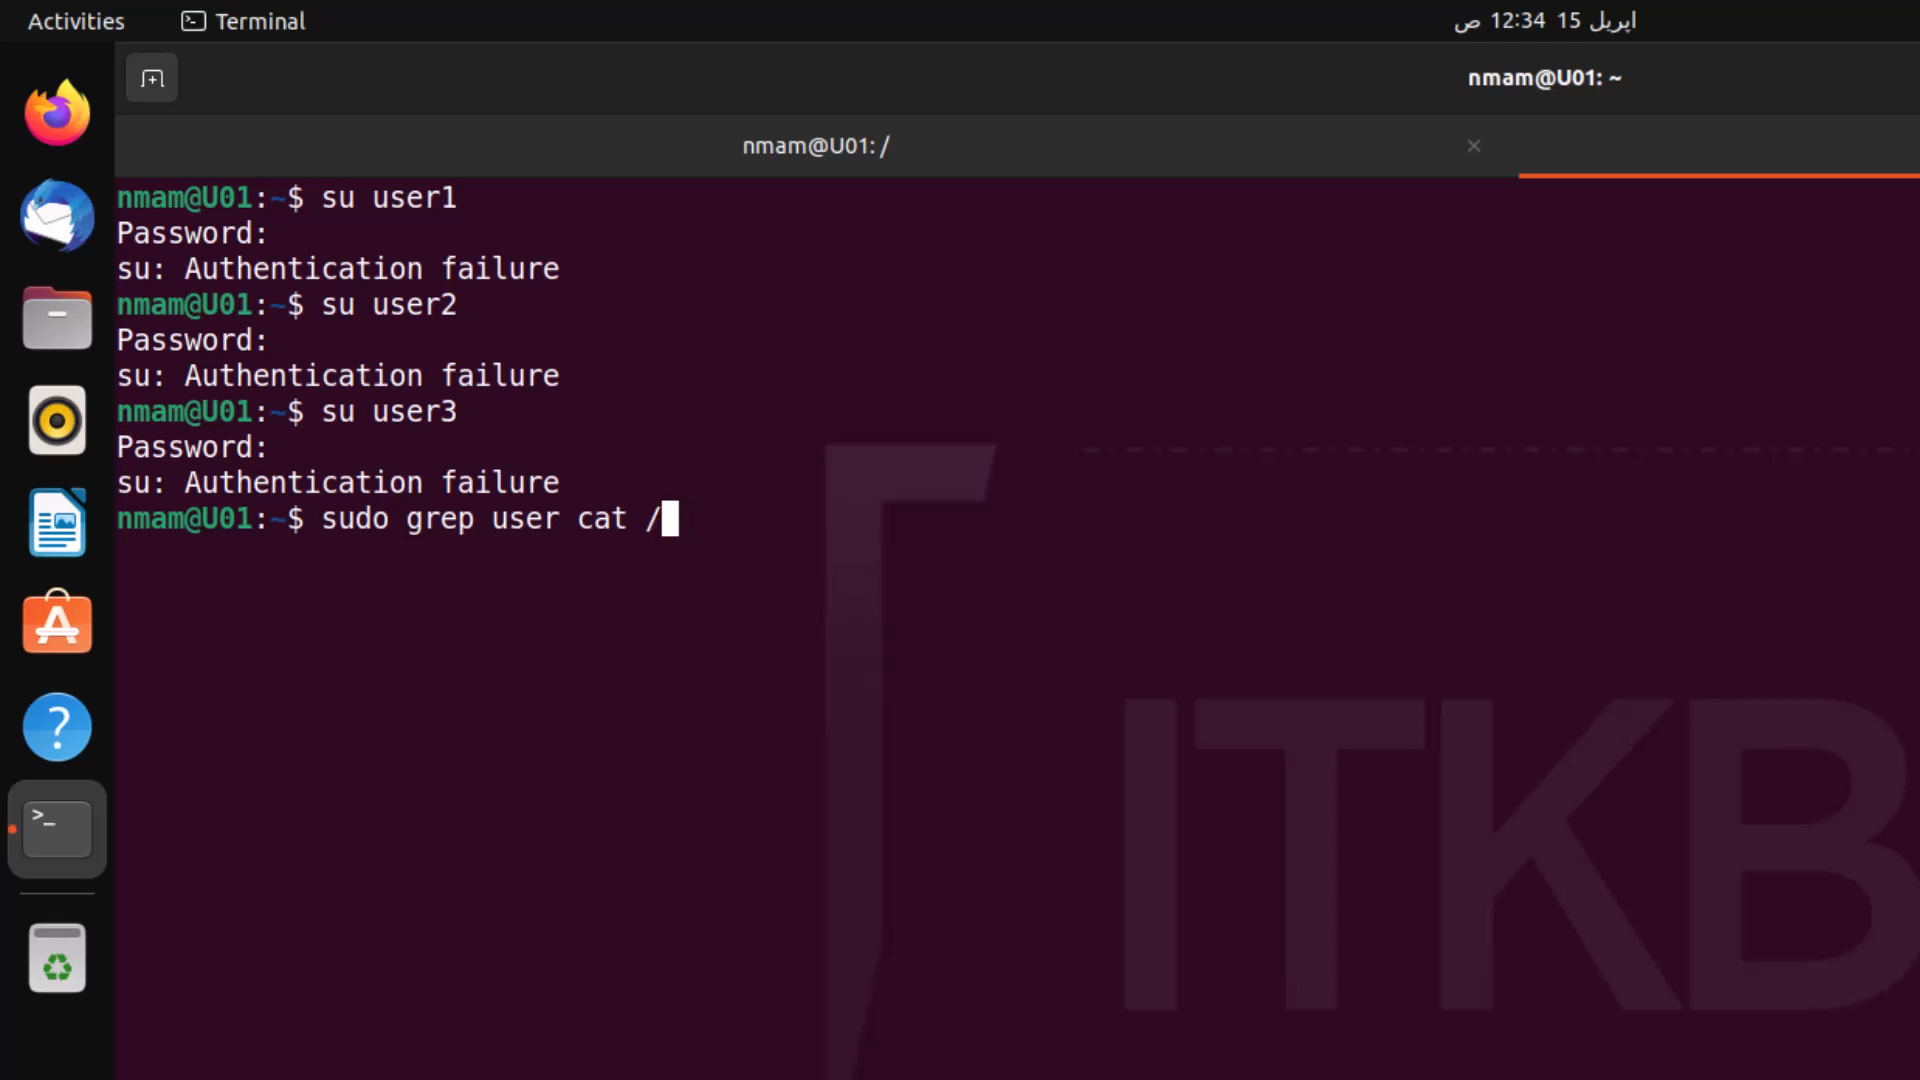 Activities
Terminal
اپریل 15 12:34 ص
nmam@U01: ~
nmam@U01: /
nmam@U01:~$ su user1
Password:
su: Authentication failure
nmam@U01:~$ su user2
Password:
su: Authentication failure
nmam@U01:~$ su user3
Password:
su: Authentication failure
nmam@U01:~$ sudo grep user cat /
ITKB